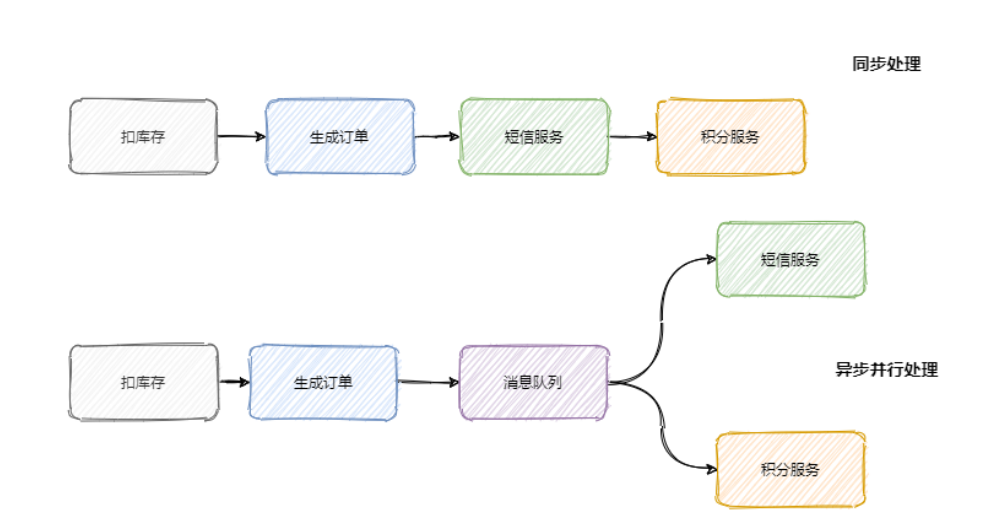 同步处理
扣库存
生成订单
短信服务
积分服务
短信服务
扣库存
生成订单
消息队列
异步并行处理
积分服务